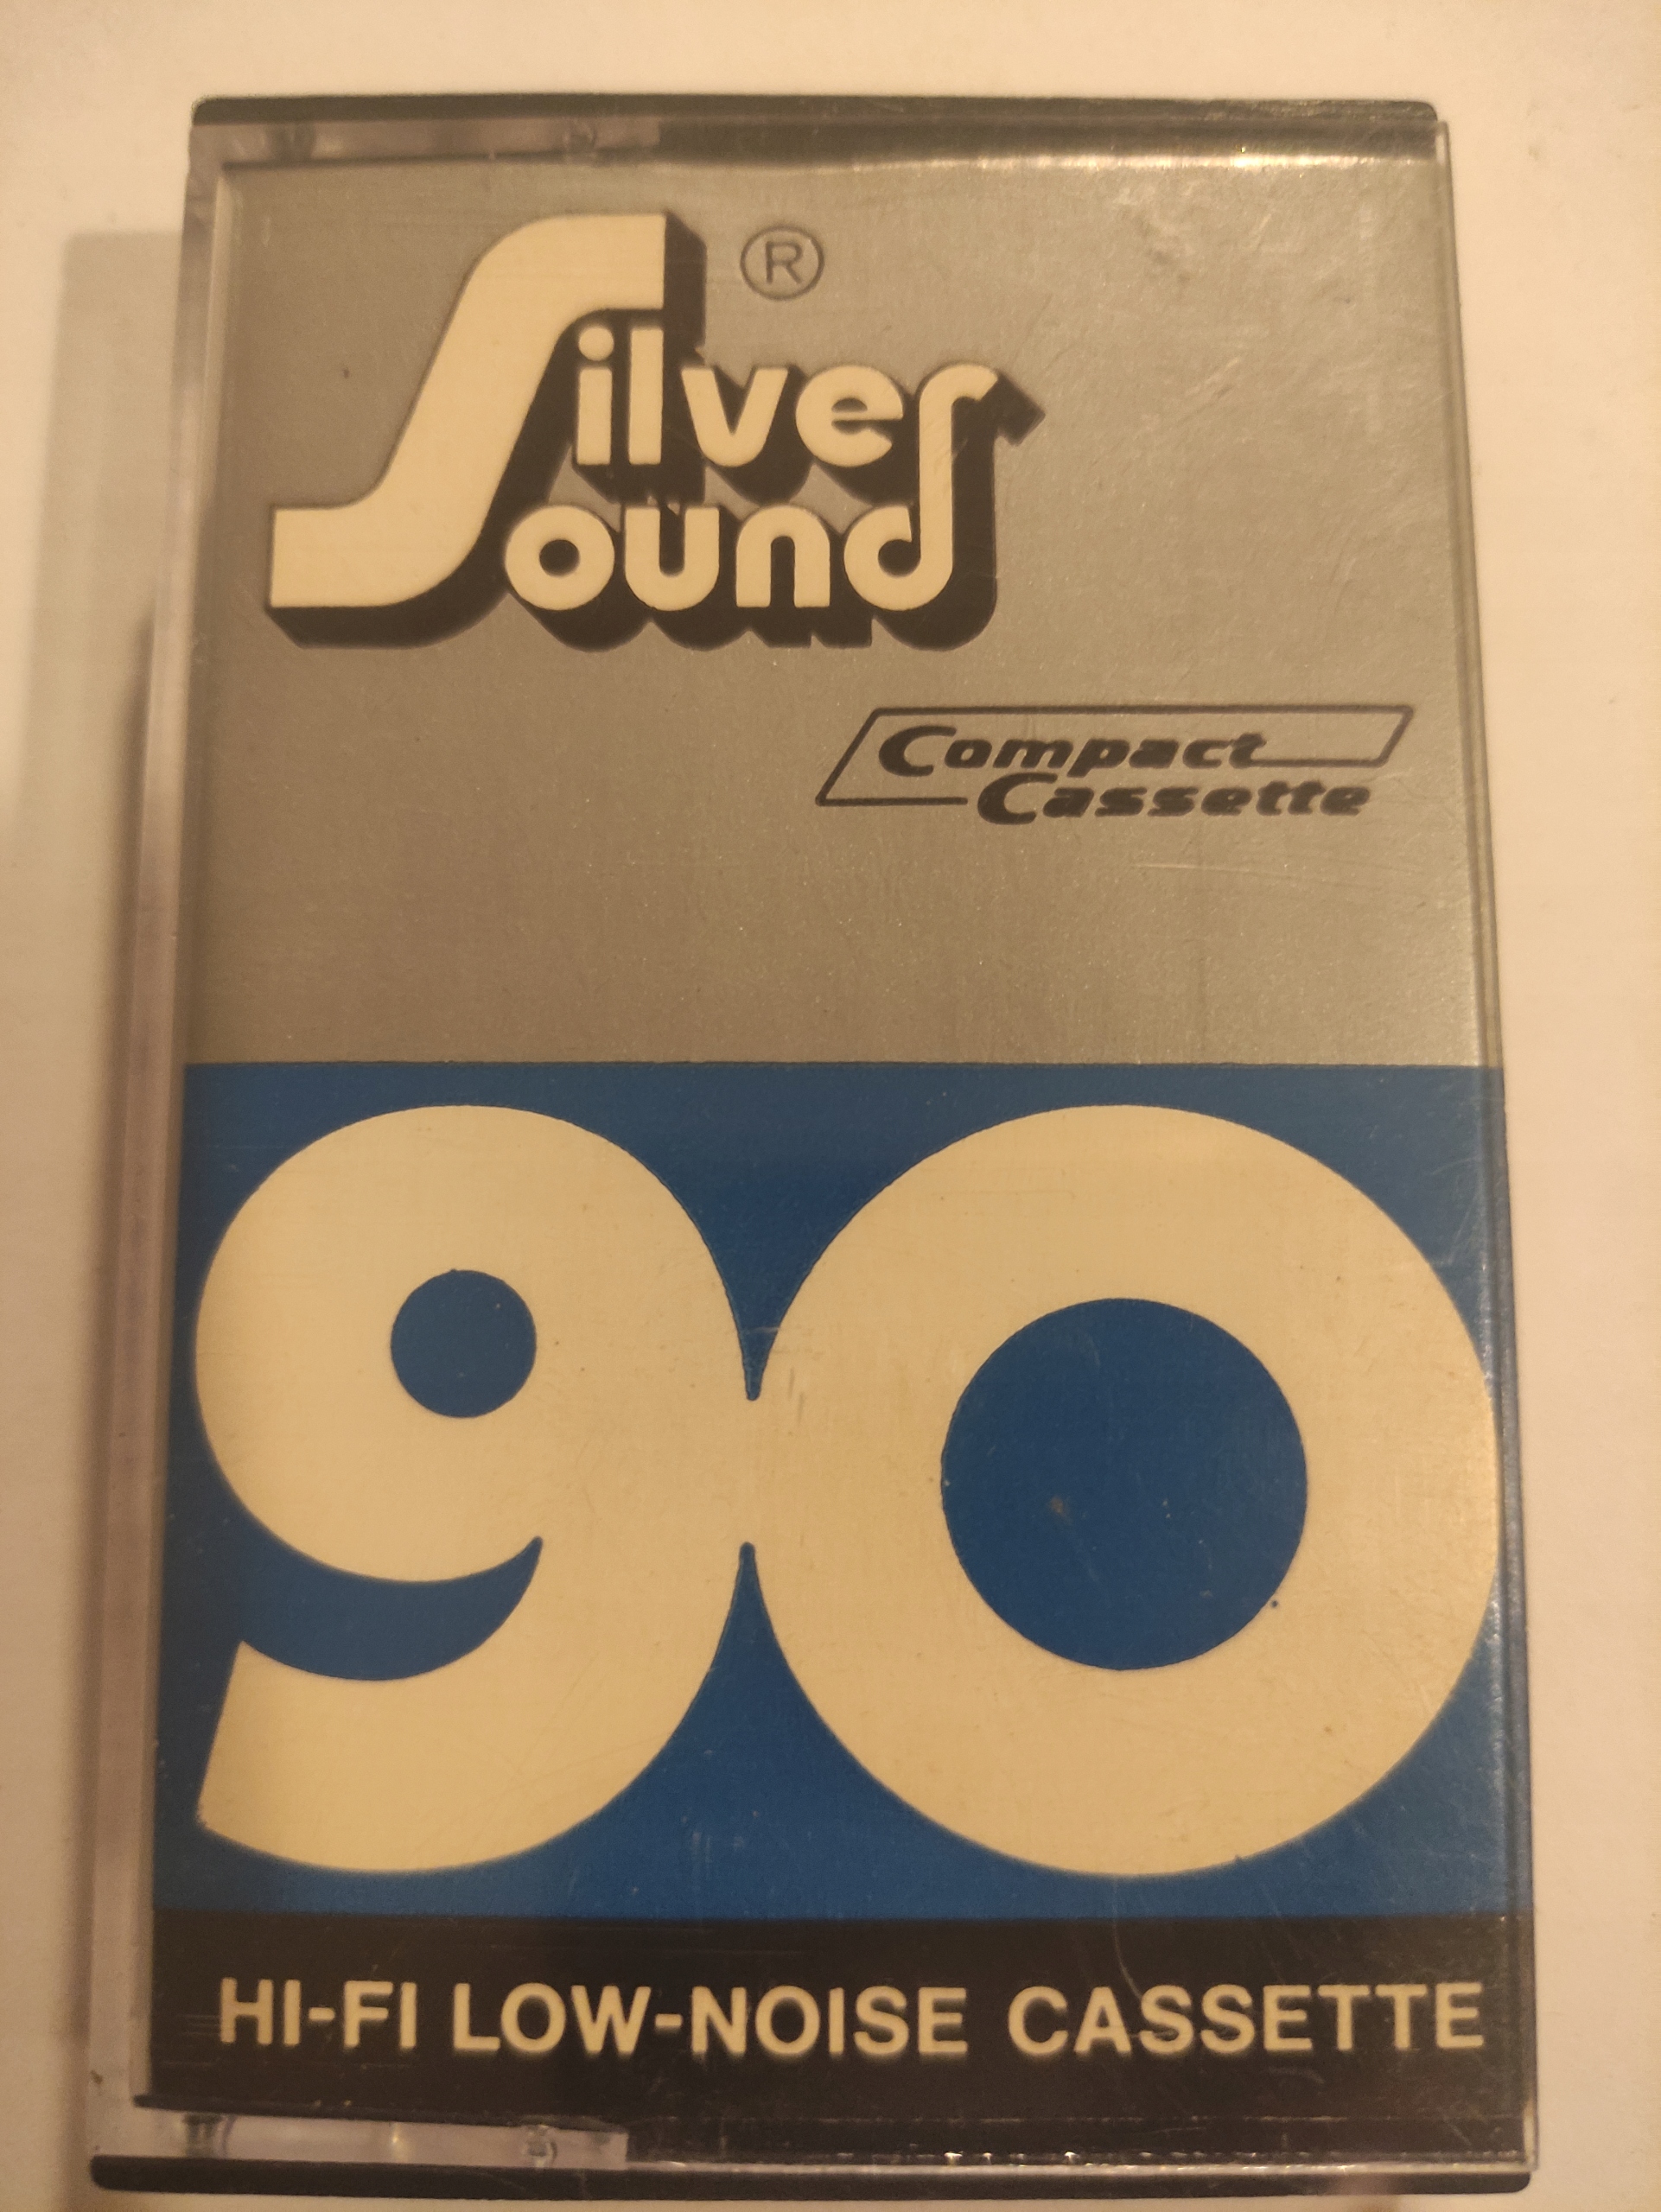 Silver ®
Sound
Compact
Cassette
90
HI-FI LOW-NOISE CASSETTE